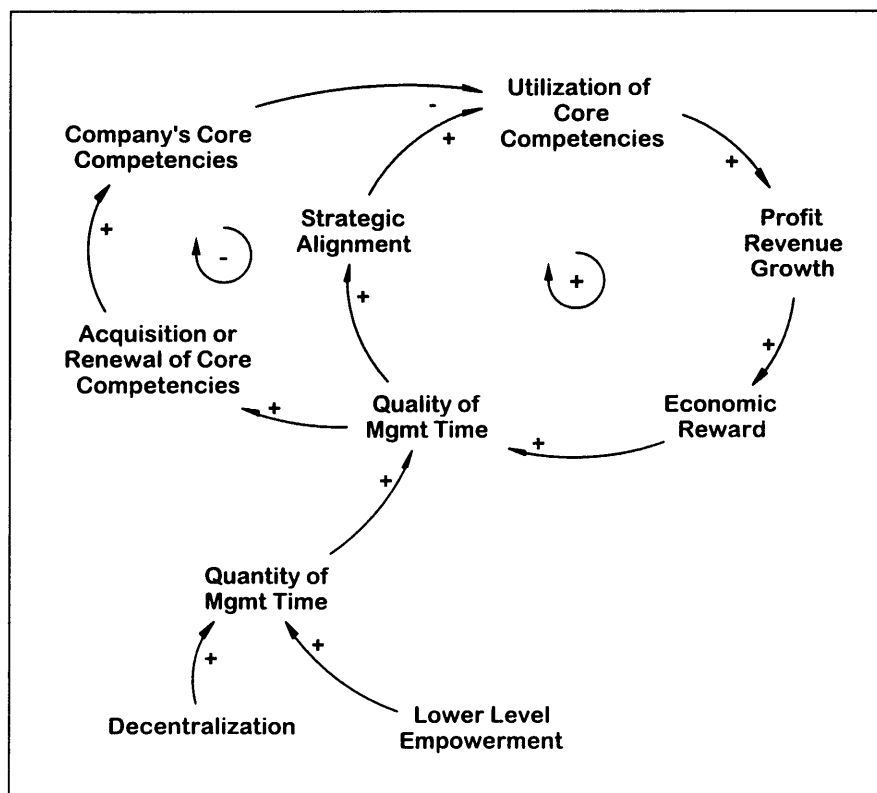 Utilization of
Core
Competencies
-
+
Company's Core
Competencies
+
Strategic
Alignment
+
Profit
Revenue
Growth
-
+
+
Acquisition or
Renewal of Core
Competencies
+
+
Quality of
Mgmt Time
+
Economic
Reward
+
+
Quantity of
Mgmt Time
+
+
Decentralization
Lower Level
Empowerment